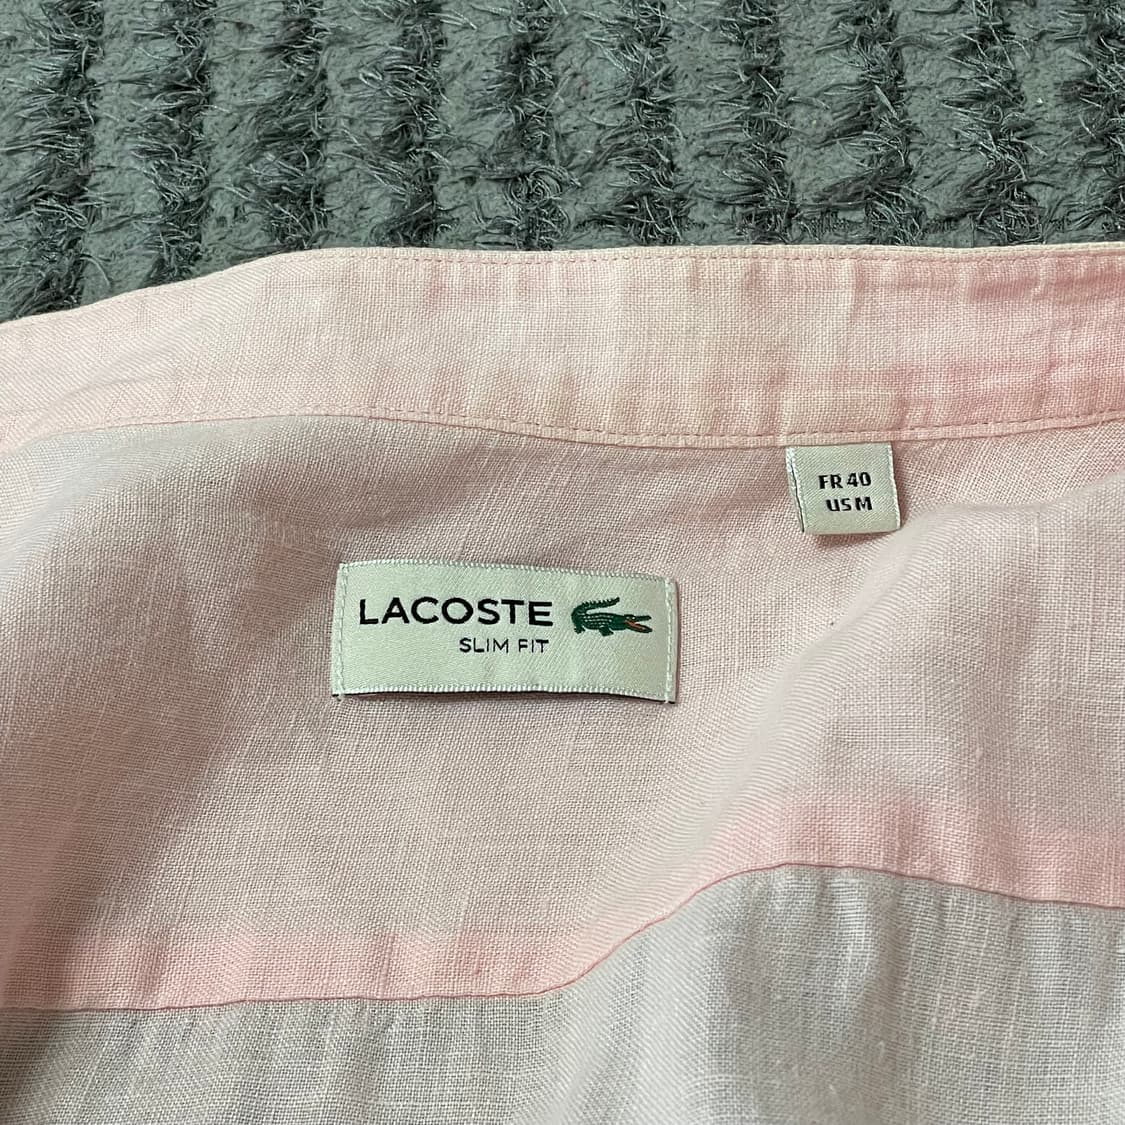 FR 40
US M
LACOSTE
SLIM FIT